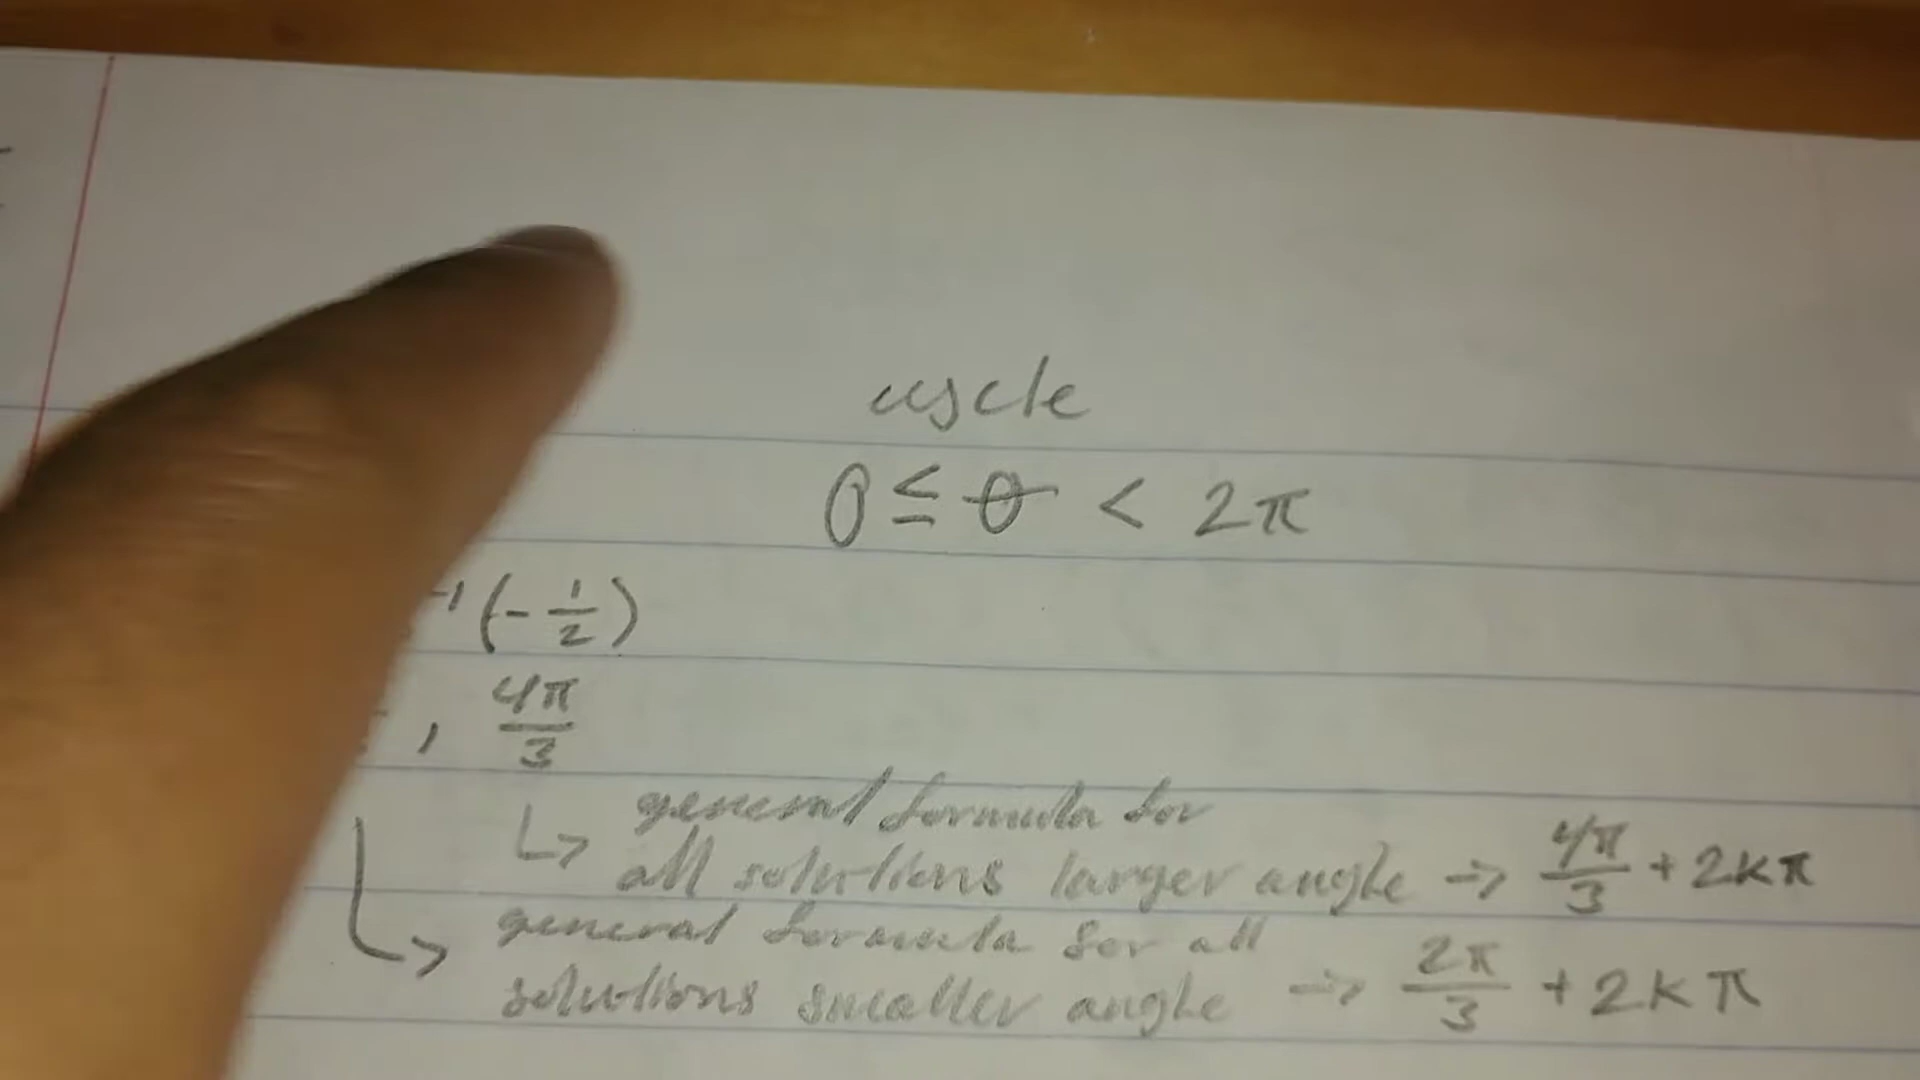 cycle
0 ≤ θ < 2π
-1 (-1/2)
, 4π/3
↳ general formula for
all solutions larger angle → 4π/3 + 2kπ
↳ general formula for all
solutions smaller angle → 2π/3 + 2kπ